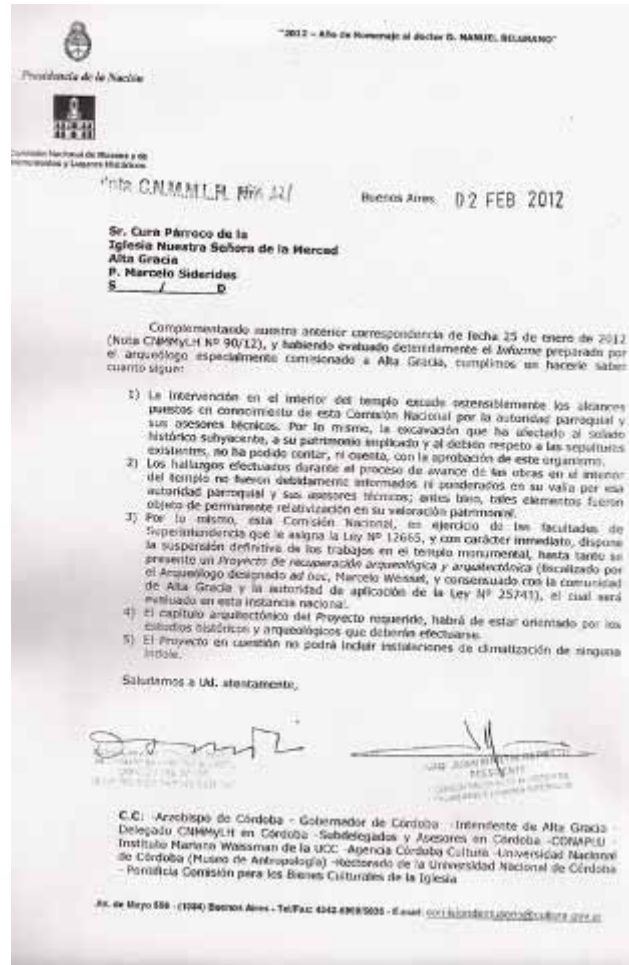 "2012 – Año de Homenaje al doctor D. MANUEL BELGRANO"
Presidencia de la Nación
Comisión Nacional de Museos y de
Monumentos y Lugares Históricos
Nota C.N.M.M.L.H. Nro
Buenos Aires, 02 FEB 2012
Sr. Cura Párroco de la
Iglesia Nuestra Señora de la Merced
Alta Gracia
P. Marcelo Siderides
S / D
Complementando nuestra anterior correspondencia de fecha 25 de enero de 2012
(Nota CNMMyLH Nº 90/12), y habiendo evaluado detenidamente el Informe preparado por
el arqueólogo especialmente comisionado a Alta Gracia, cumplimos en hacerle saber
cuanto sigue:
1) La intervención en el interior del templo excede ostensiblemente los alcances
puestos en conocimiento de esta Comisión Nacional por la autoridad parroquial y
sus asesores técnicos. Por lo mismo, la excavación que ha afectado al solado
histórico subyacente, a su patrimonio implicado y al debido respeto a las sepulturas
existentes, no ha podido contar, ni cuenta, con la aprobación de este organismo.
2) Los hallazgos efectuados durante el proceso de avance de las obras en el interior
del templo no fueron debidamente informados ni ponderados en su valía por esa
autoridad parroquial y sus asesores técnicos; antes bien, tales elementos fueron
objeto de permanente relativización en su valoración patrimonial.
3) Por lo mismo, esta Comisión Nacional, en ejercicio de las facultades de
Superintendencia que le asigna la Ley Nº 12665, y con carácter inmediato, dispone
la suspensión definitiva de los trabajos en el templo monumental, hasta tanto se
presente un Proyecto de recuperación arqueológica y arquitectónica (fiscalizado por
el Arqueólogo designado ad hoc, Marcelo Weissel, y consensuado con la comunidad
de Alta Gracia y la autoridad de aplicación de la Ley Nº 25741), el cual será
evaluado en esta instancia nacional.
4) El capítulo arquitectónico del Proyecto requerido, habrá de estar orientado por los
estudios históricos y arqueológicos que deberán efectuarse.
5) El Proyecto en cuestión no podrá incluir instalaciones de climatización de ninguna
índole.
Saludamos a Ud. atentamente,
PRESIDENTE
C.C: -Arzobispo de Córdoba - Gobernador de Córdoba -Intendente de Alta Gracia -
Delegado CNMMyLH en Córdoba -Subdelegados y Asesores en Córdoba -CONAPLU -
Instituto Marina Waisman de la UCC -Agencia Córdoba Cultura -Universidad Nacional
de Córdoba (Museo de Antropología) -Rectorado de la Universidad Nacional de Córdoba
- Pontificia Comisión para los Bienes Culturales de la Iglesia
Av. de Mayo 556 - (1084) Buenos Aires - Tel/Fax: 4343-6960/5835 - E-mail: